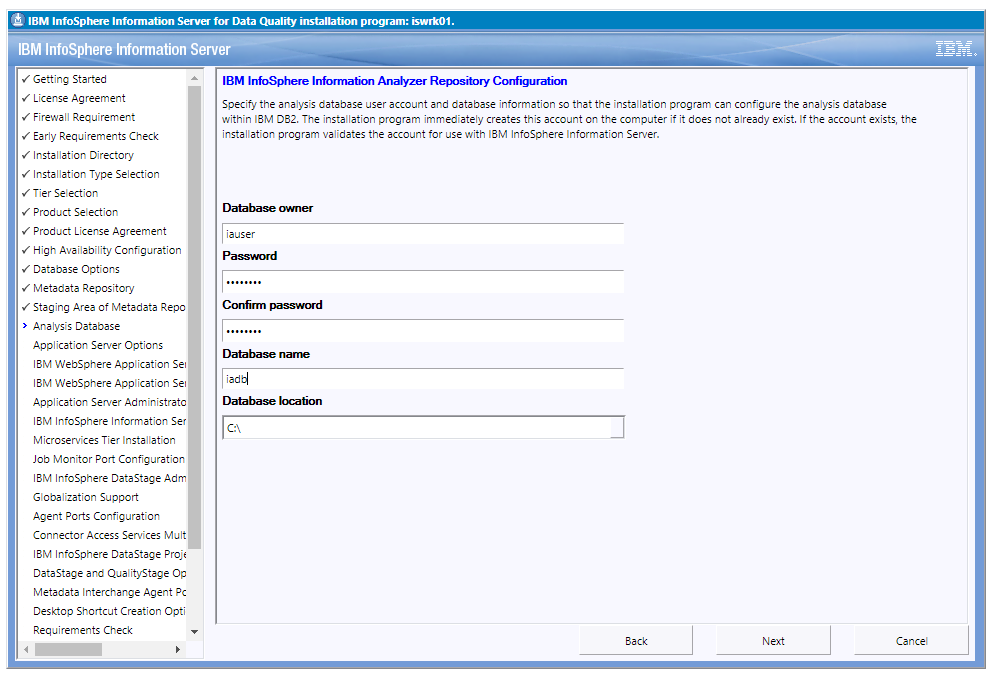 IBM InfoSphere Information Server for Data Quality installation program: iswrk01.
IBM InfoSphere Information Server
IBM.
Getting Started
License Agreement
Firewall Requirement
Early Requirements Check
Installation Directory
Installation Type Selection
Tier Selection
Product Selection
Product License Agreement
High Availability Configuration
Database Options
Metadata Repository
Staging Area of Metadata Repo
Analysis Database
Application Server Options
IBM WebSphere Application Ser
IBM WebSphere Application Ser
Application Server Administrato
IBM InfoSphere Information Ser
Microservices Tier Installation
Job Monitor Port Configuration
IBM InfoSphere DataStage Adm
Globalization Support
Agent Ports Configuration
Connector Access Services Mult
IBM InfoSphere DataStage Proje
DataStage and QualityStage Op
Metadata Interchange Agent Po
Desktop Shortcut Creation Opti
Requirements Check
IBM InfoSphere Information Analyzer Repository Configuration
Specify the analysis database user account and database information so that the installation program can configure the analysis database
within IBM DB2. The installation program immediately creates this account on the computer if it does not already exist. If the account exists, the
installation program validates the account for use with IBM InfoSphere Information Server.
Database owner
iauser
Password
••••••••
Confirm password
••••••••
Database name
iadb
Database location
C:\
Back
Next
Cancel